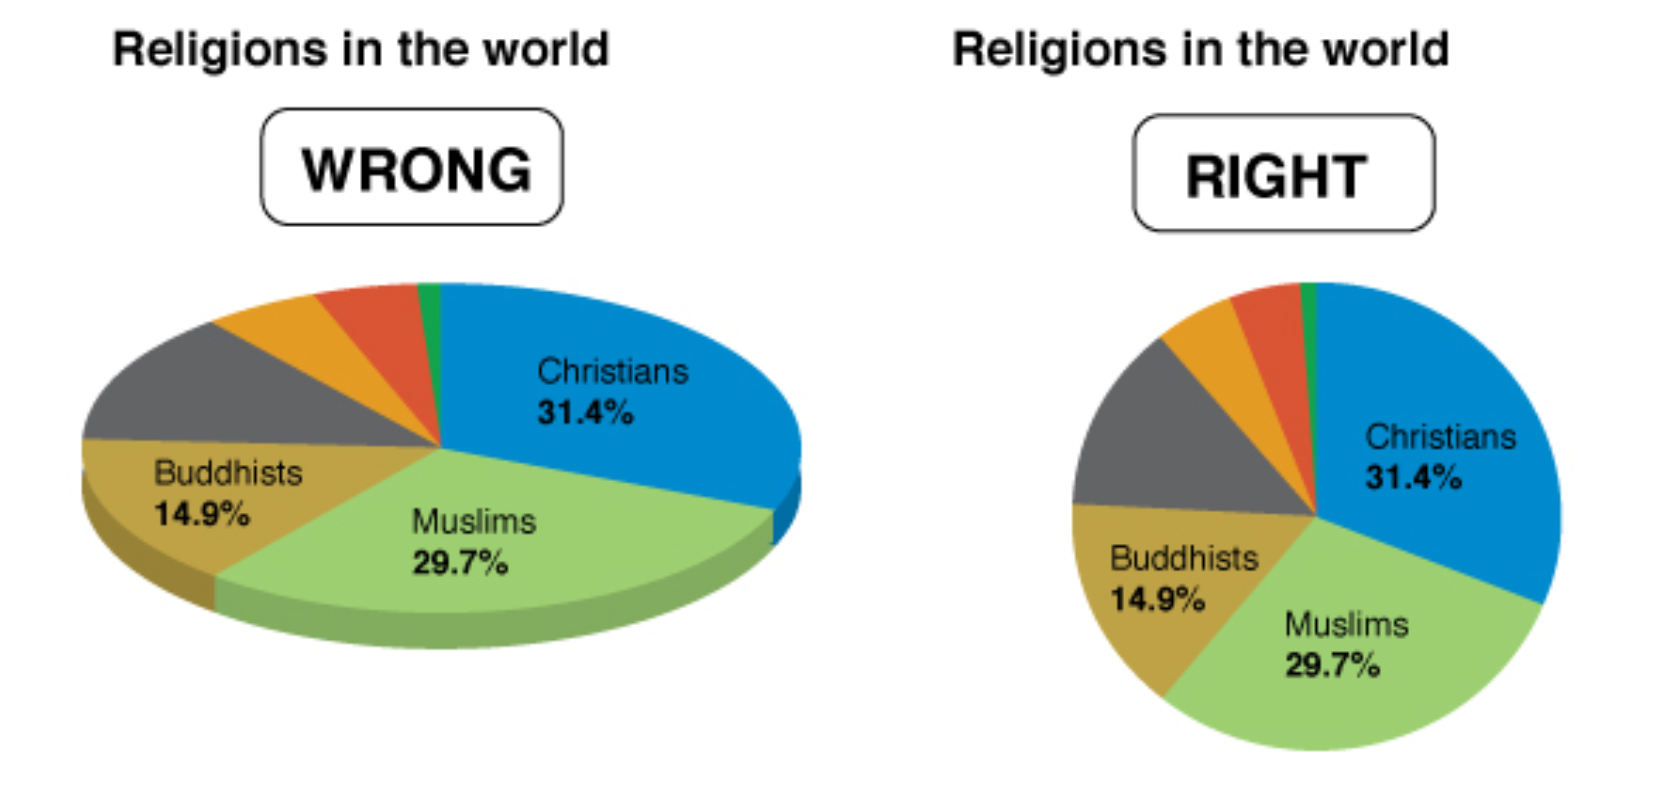 Religions in the world
WRONG
Christians
31.4%
Buddhists
14.9%
Muslims
29.7%
Religions in the world
RIGHT
Christians
31.4%
Buddhists
14.9%
Muslims
29.7%